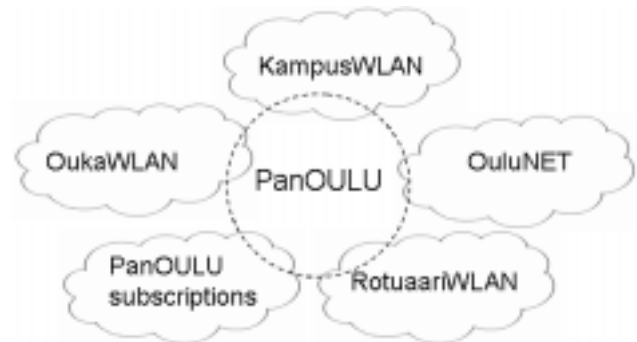 KampusWLAN
OukaWLAN
OuluNET
PanOULU
PanOULU
subscriptions
RotuaariWLAN